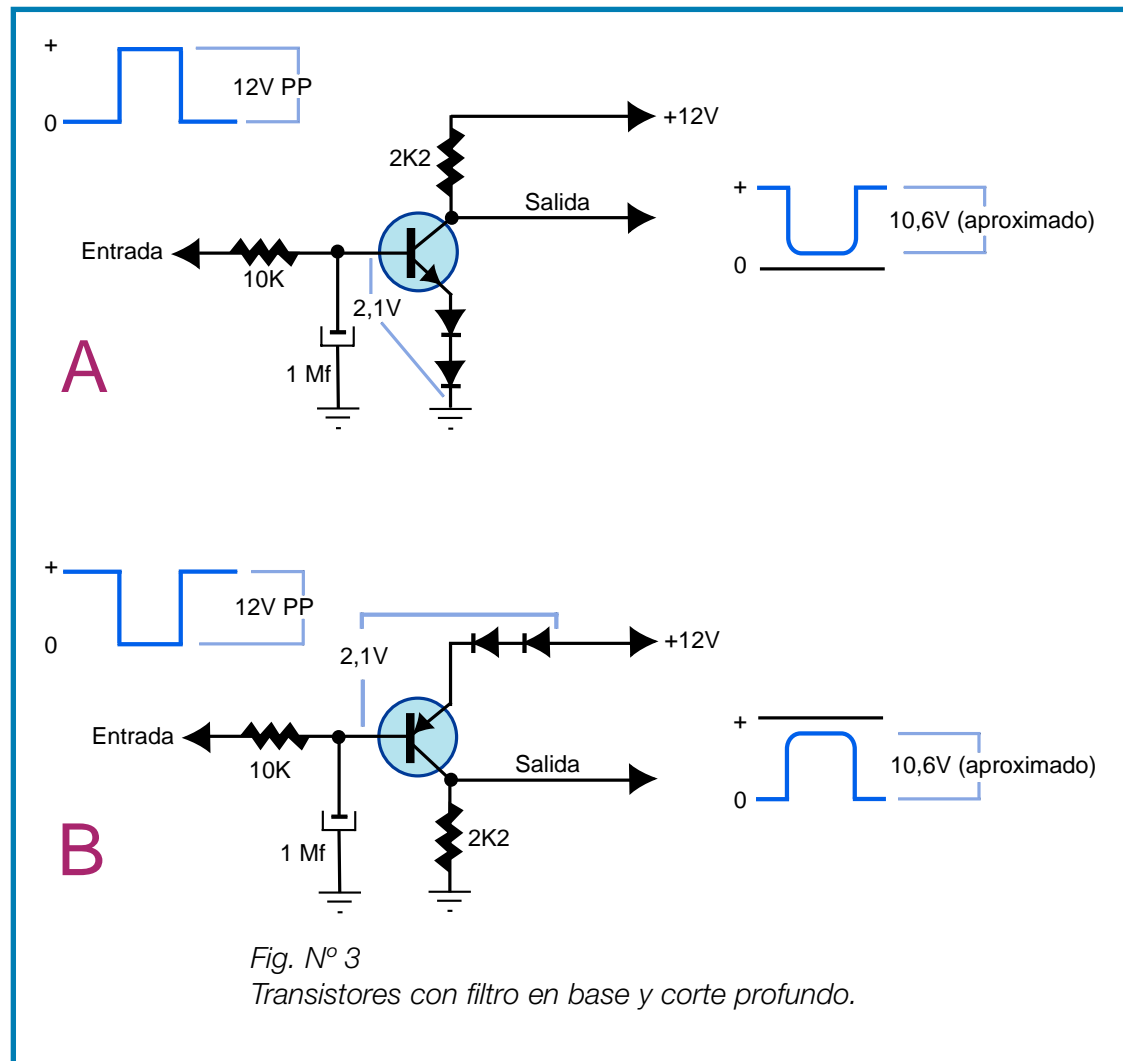 +
12V PP
0
+12V
2K2
Salida
+
10,6V (aproximado)
0
Entrada
10K
2,1V
1 Mf
A
+
12V PP
0
+12V
2,1V
+
Entrada
10K
Salida
10,6V (aproximado)
0
1 Mf
2K2
B
Fig. Nº 3
Transistores con filtro en base y corte profundo.